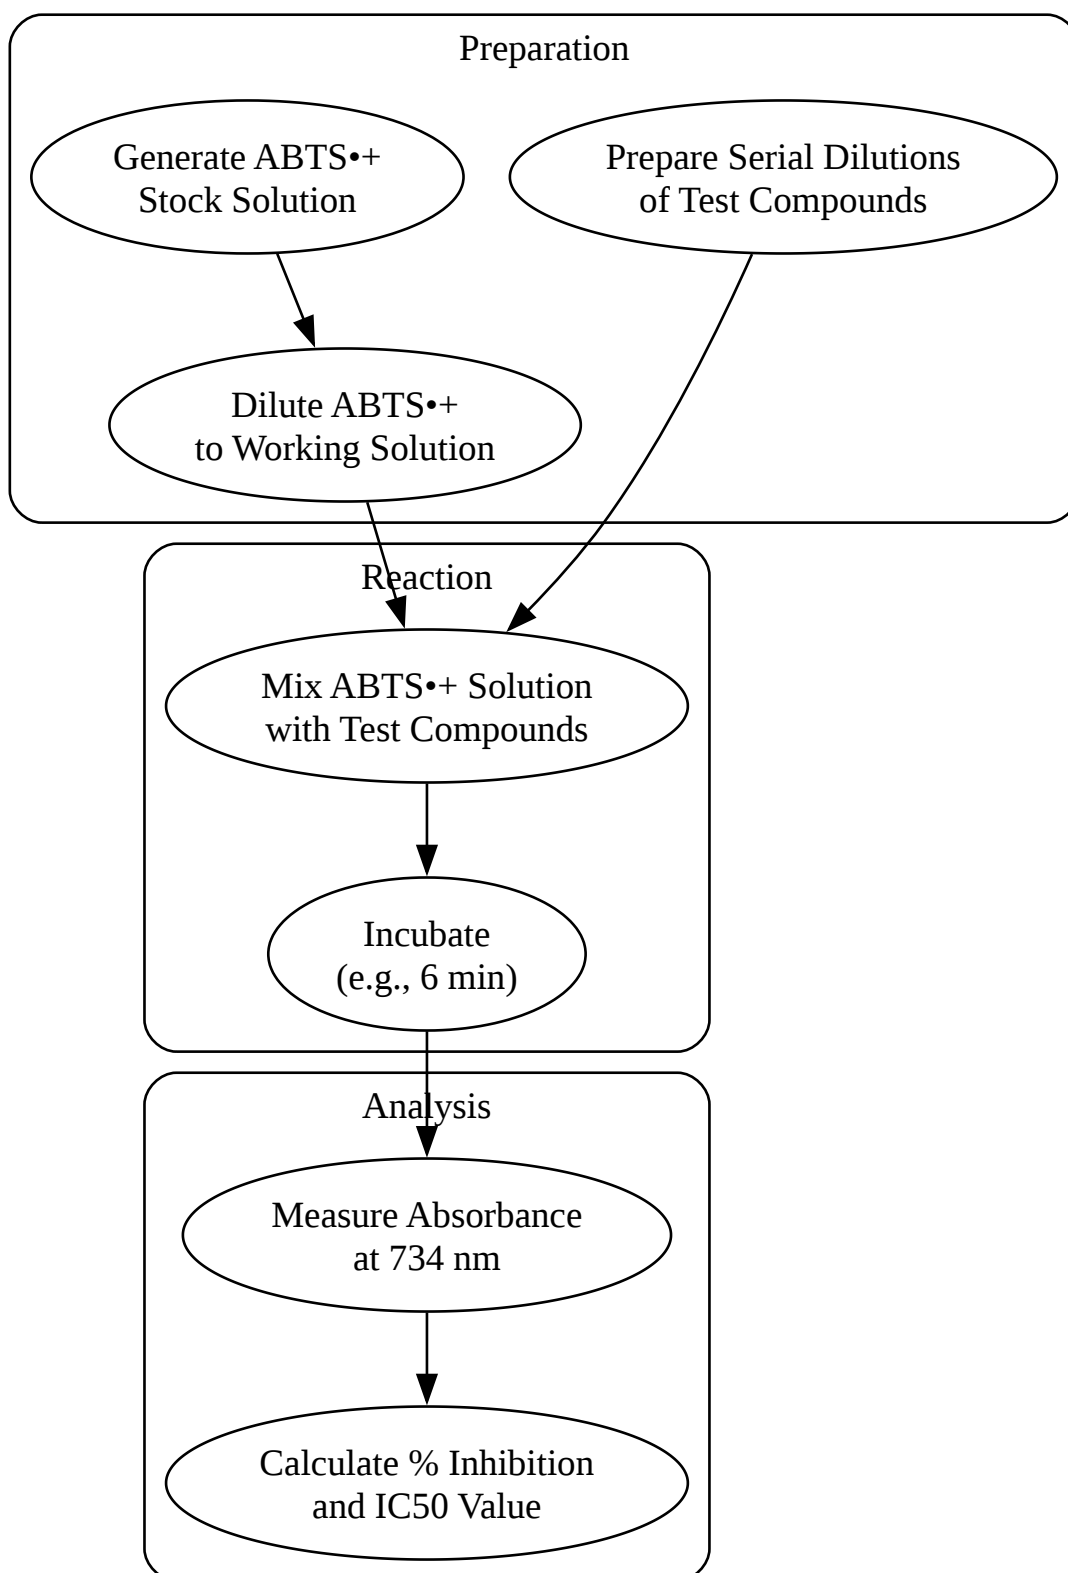 Preparation
Generate ABTS•+
Stock Solution
Prepare Serial Dilutions
of Test Compounds
Dilute ABTS•+
to Working Solution
Reaction
Mix ABTS•+ Solution
with Test Compounds
Incubate
(e.g., 6 min)
Analysis
Measure Absorbance
at 734 nm
Calculate % Inhibition
and IC50 Value